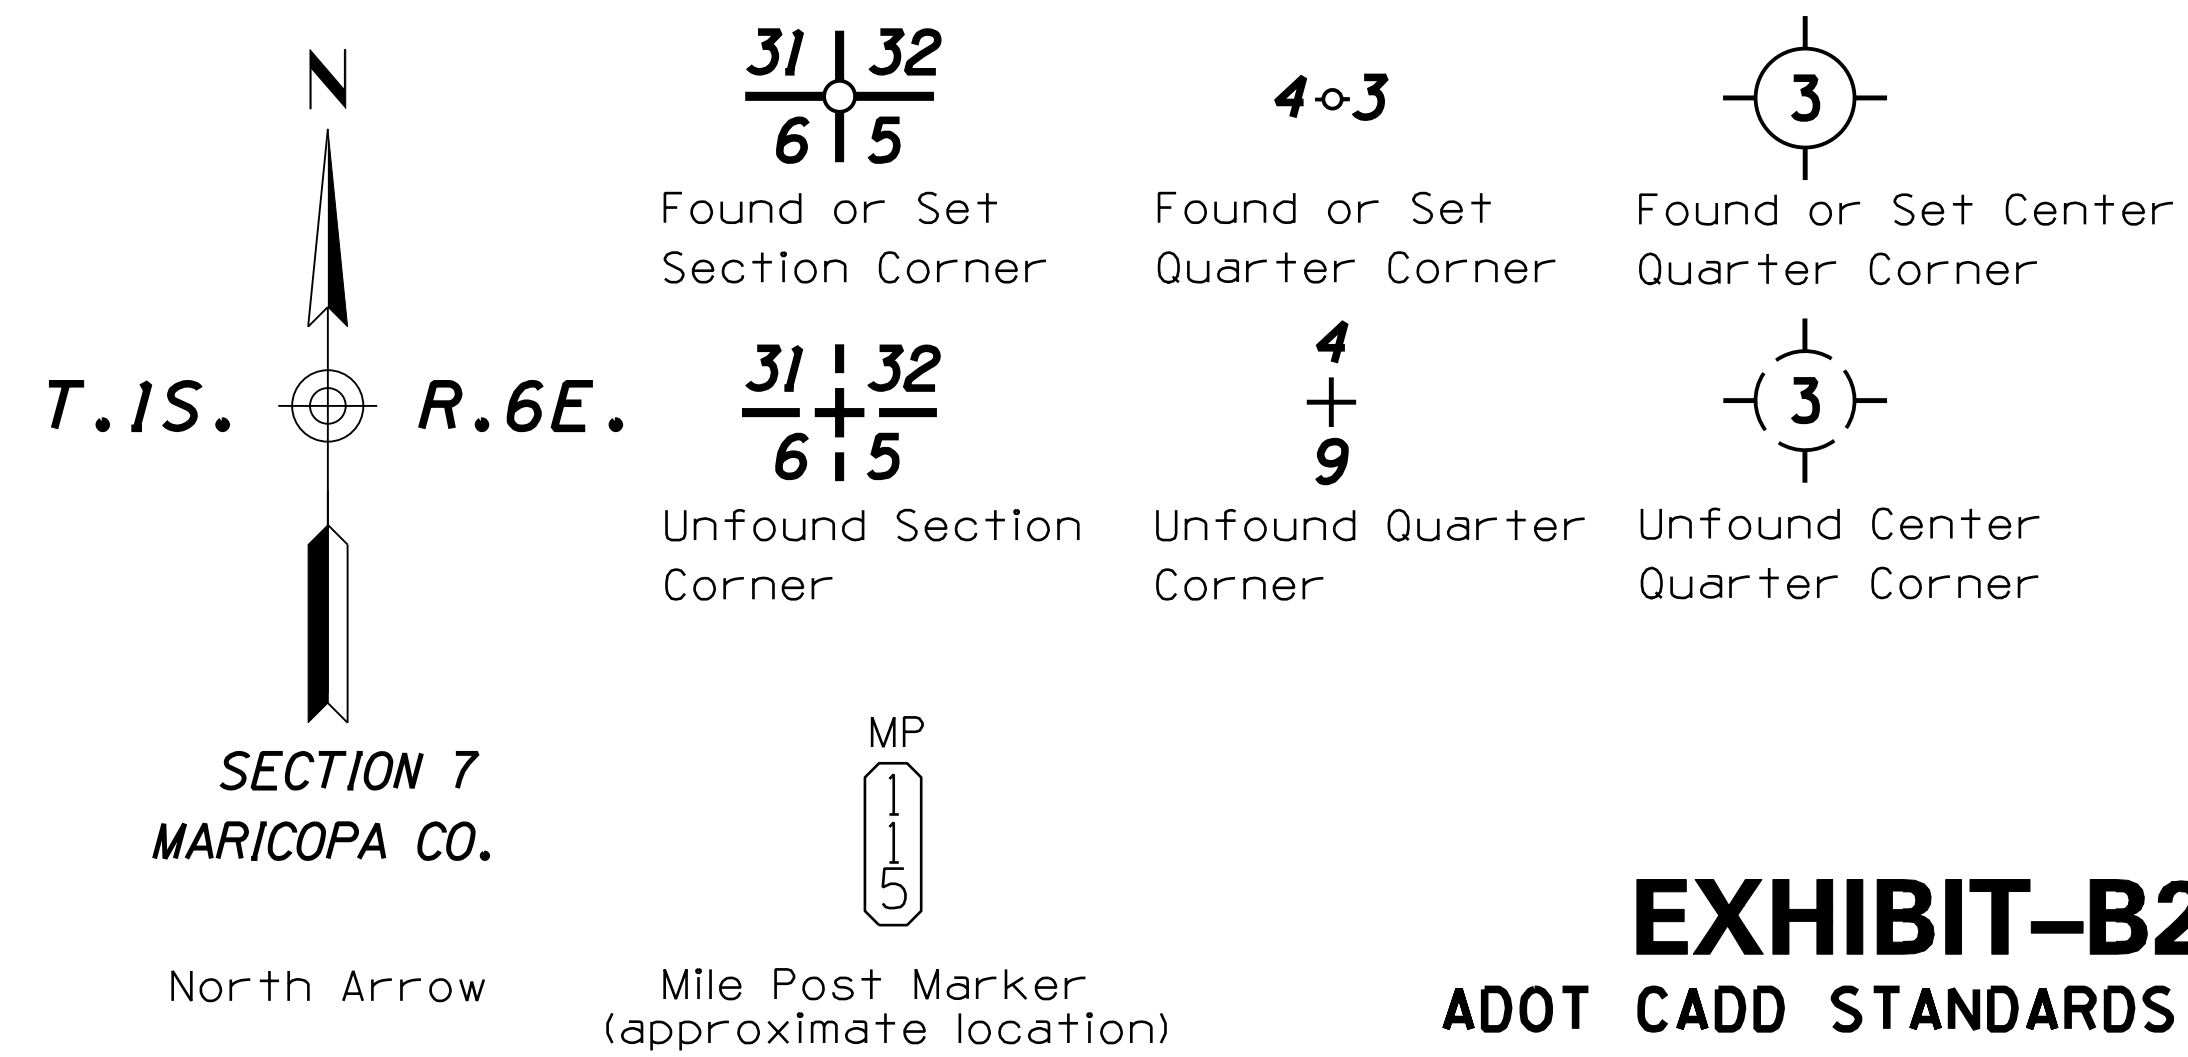 N
T.1S. R.6E.
SECTION 7
MARICOPA CO.
North Arrow
31 32
6 5
Found or Set
Section Corner
4 3
Found or Set
Quarter Corner
3
Found or Set Center
Quarter Corner
31 32
6 5
Unfound Section
Corner
4
9
Unfound Quarter
Corner
3
Unfound Center
Quarter Corner
MP
1
1
5
Mile Post Marker
(approximate location)
EXHIBIT–B2
ADOT CADD STANDARDS